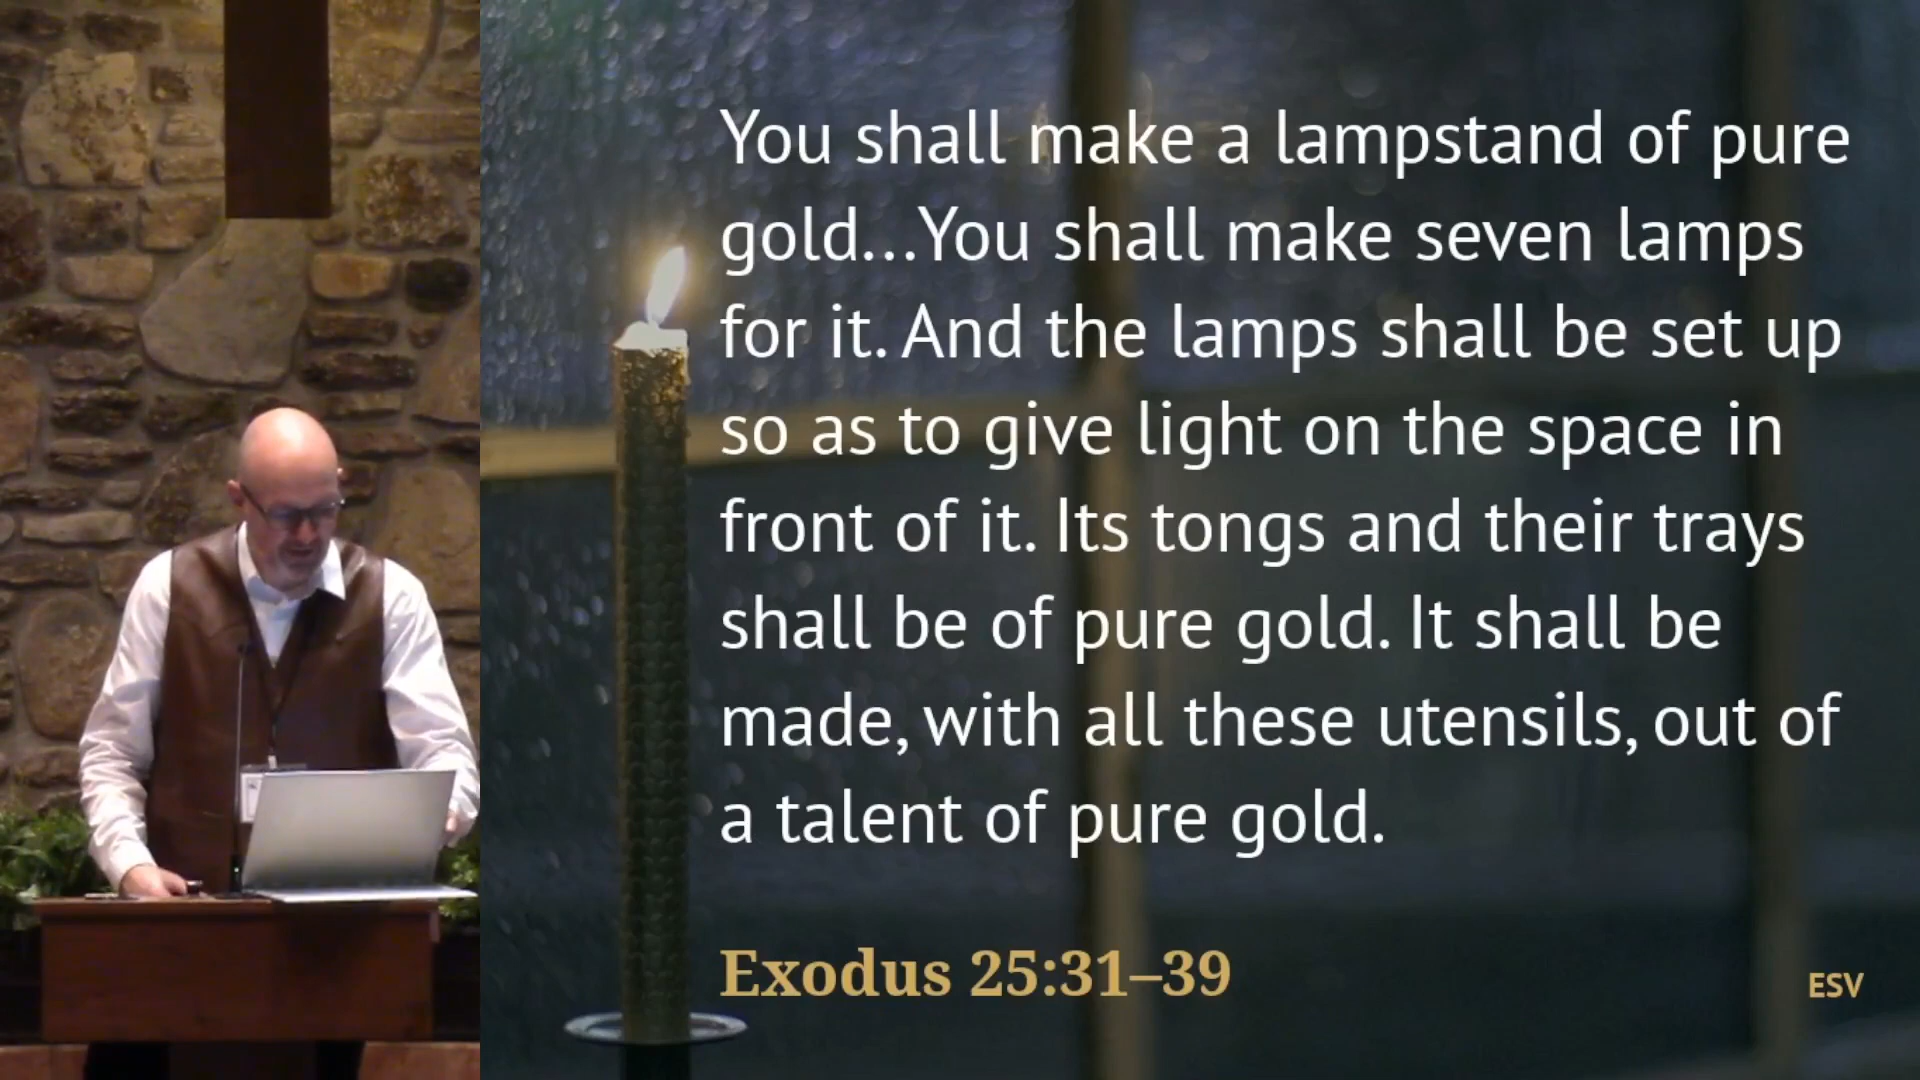 You shall make a lampstand of pure
gold...You shall make seven lamps
for it. And the lamps shall be set up
so as to give light on the space in
front of it. Its tongs and their trays
shall be of pure gold. It shall be
made, with all these utensils, out of
a talent of pure gold.
Exodus 25:31–39
ESV